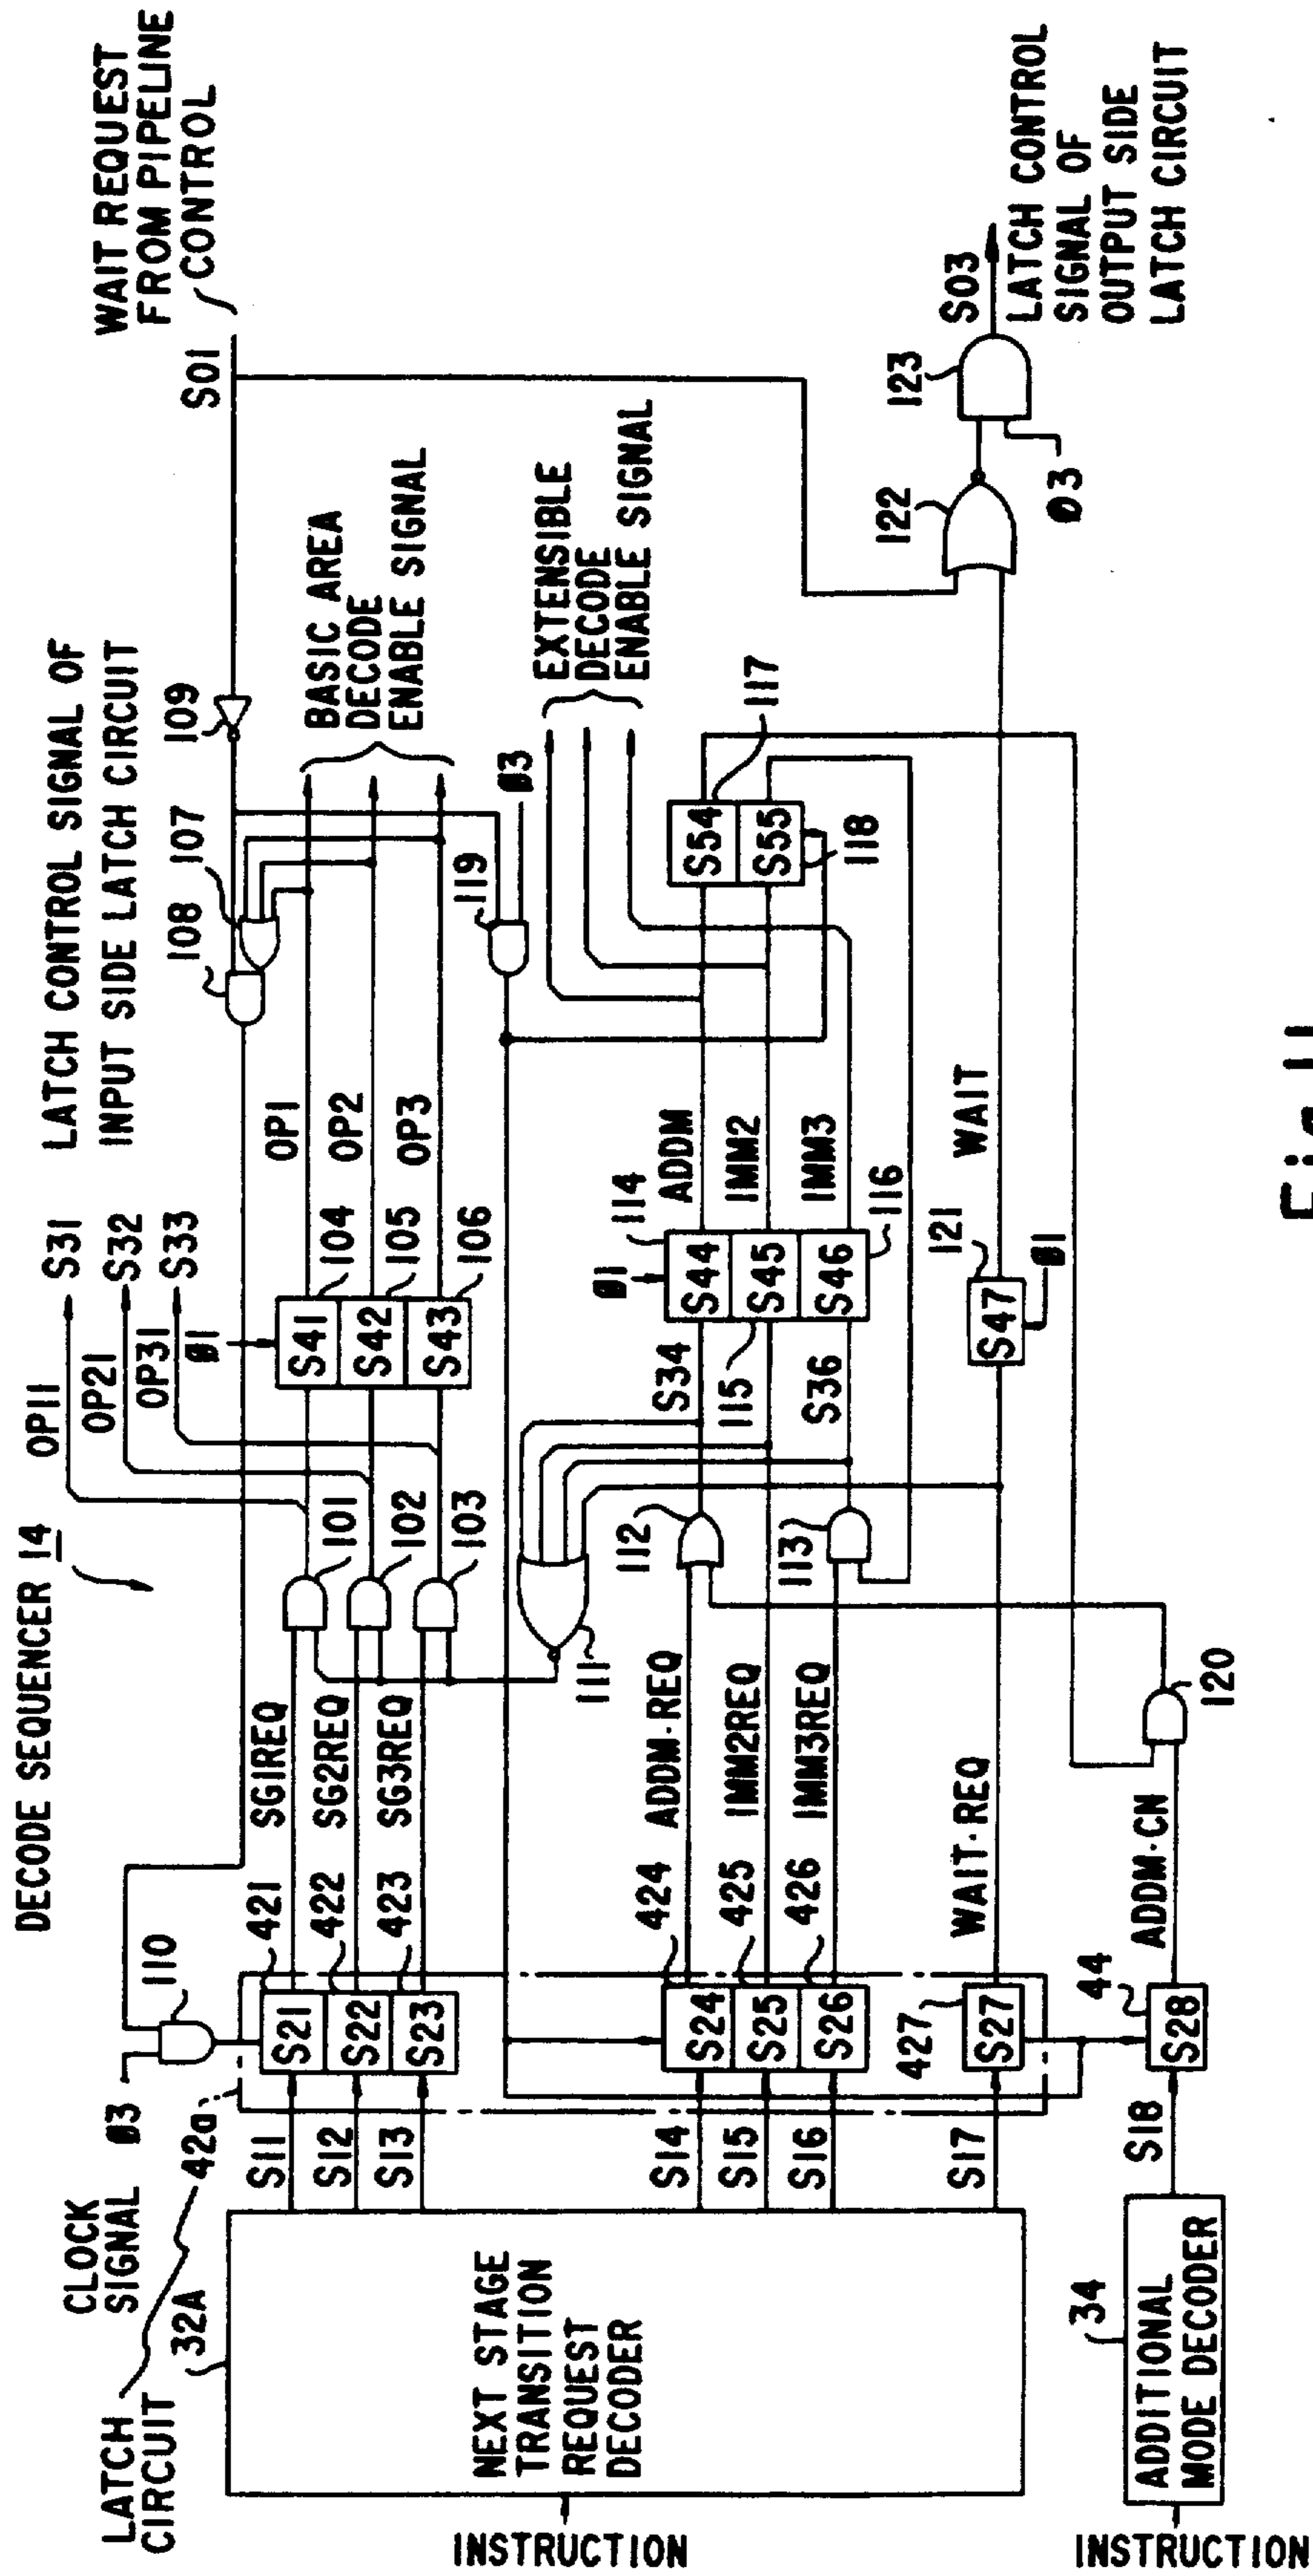 DECODE SEQUENCER 14
WAIT REQUEST
FROM PIPELINE
CONTROL
S01
LATCH CONTROL SIGNAL OF
INPUT SIDE LATCH CIRCUIT
OP11
S31
OP21
S32
OP31
S33
Ø1
108
107
109
BASIC AREA
DECODE
ENABLE SIGNAL
CLOCK
SIGNAL
Ø3
110
LATCH
CIRCUIT
42a
32A
NEXT STAGE
TRANSITION
REQUEST
DECODER
INSTRUCTION
S11
S12
S13
S21
S22
S23
421
422
423
SG1REQ
SG2REQ
SG3REQ
101
102
103
S41
S42
S43
104
105
106
OP1
OP2
OP3
119
Ø3
EXTENSIBLE
DECODE
ENABLE SIGNAL
111
S14
S15
S16
S24
S25
S26
424
425
426
ADDM·REQ
IMM2REQ
IMM3REQ
112
113
S34
115
S36
Ø1
114
S44
S45
S46
116
ADDM
IMM2
IMM3
S54
S55
117
118
S17
427
S27
WAIT·REQ
121
S47
Ø1
WAIT
122
123
Ø3
S03
LATCH CONTROL
SIGNAL OF
OUTPUT SIDE
LATCH CIRCUIT
34
ADDITIONAL
MODE DECODER
INSTRUCTION
S18
44
S28
ADDM·CN
120